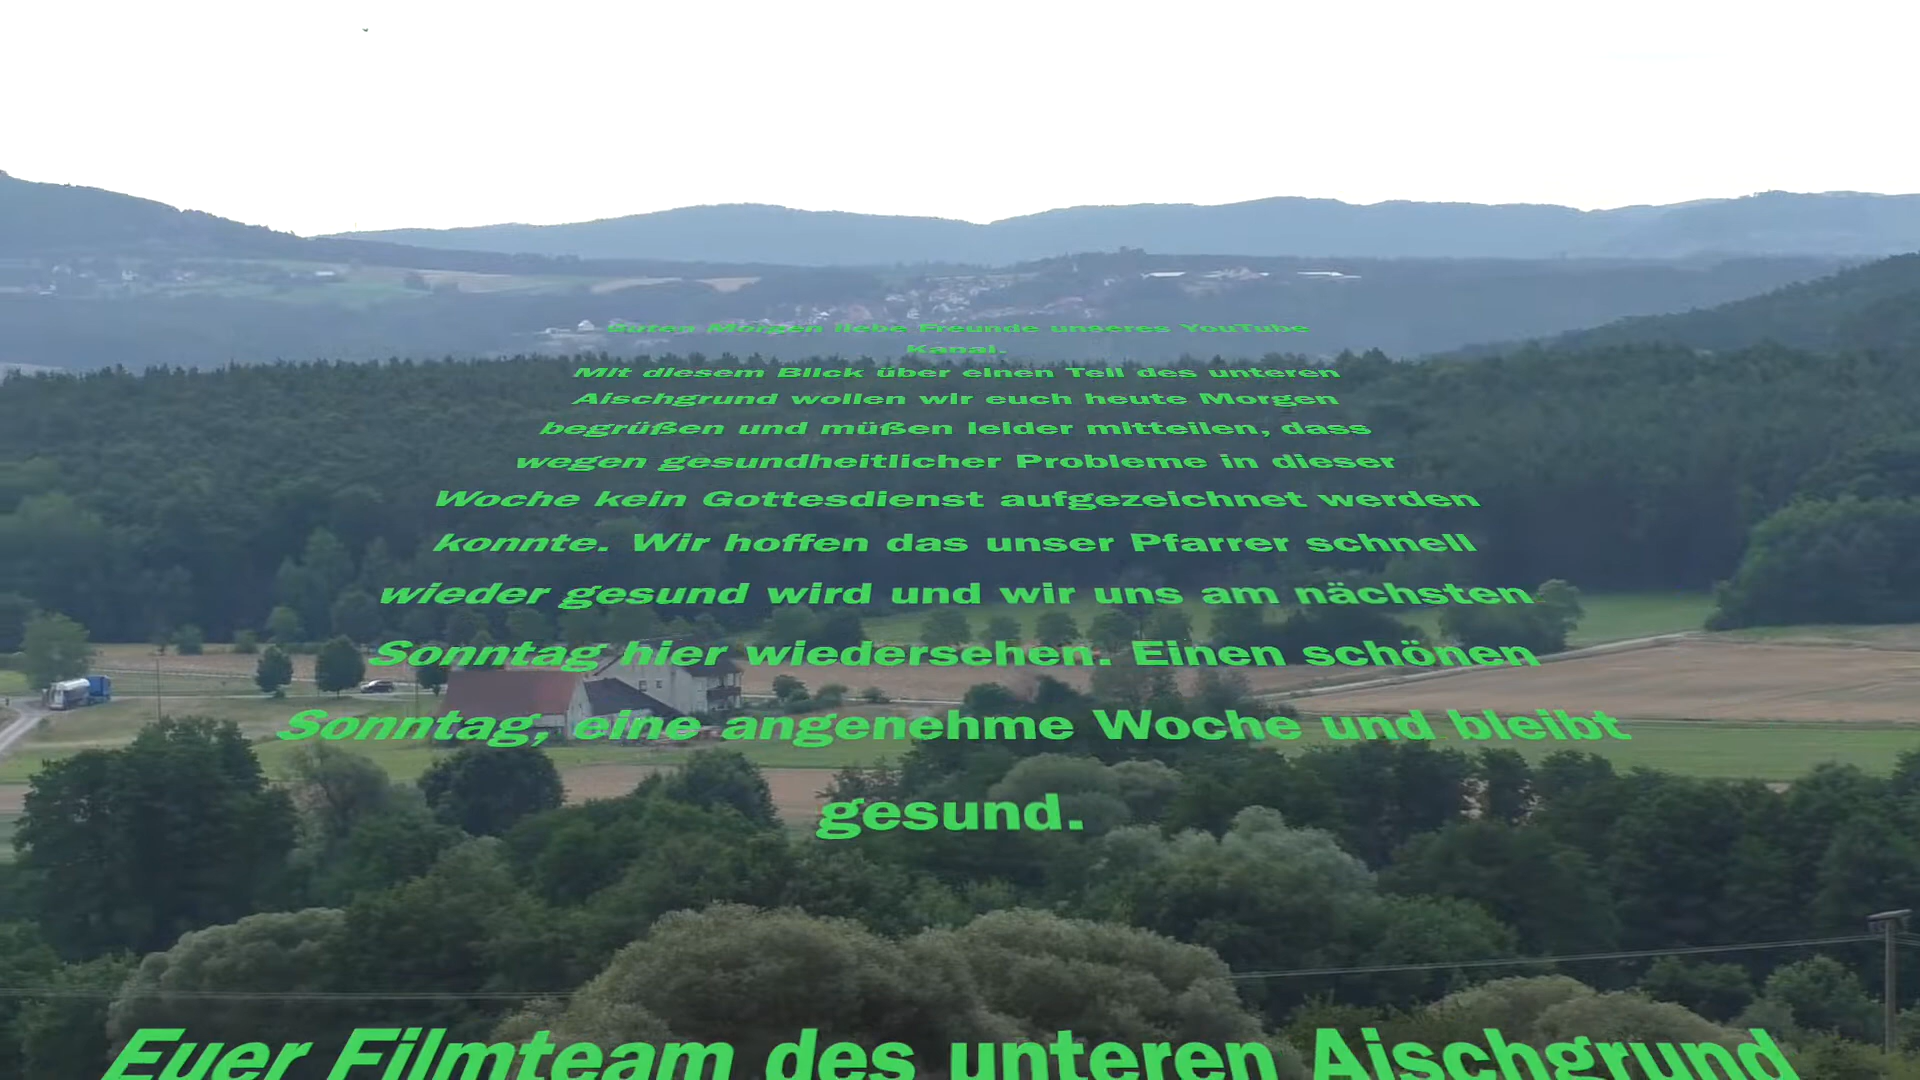 Guten Morgen liebe Freunde unseres YouTube
Kanal.
Mit diesem Blick über einen Teil des unteren
Aischgrund wollen wir euch heute Morgen
begrüßen und müßen leider mitteilen, dass
wegen gesundheitlicher Probleme in dieser
Woche kein Gottesdienst aufgezeichnet werden
konnte. Wir hoffen das unser Pfarrer schnell
wieder gesund wird und wir uns am nächsten
Sonntag hier wiedersehen. Einen schönen
Sonntag, eine angenehme Woche und bleibt
gesund.
Euer Filmteam des unteren Aischgrund